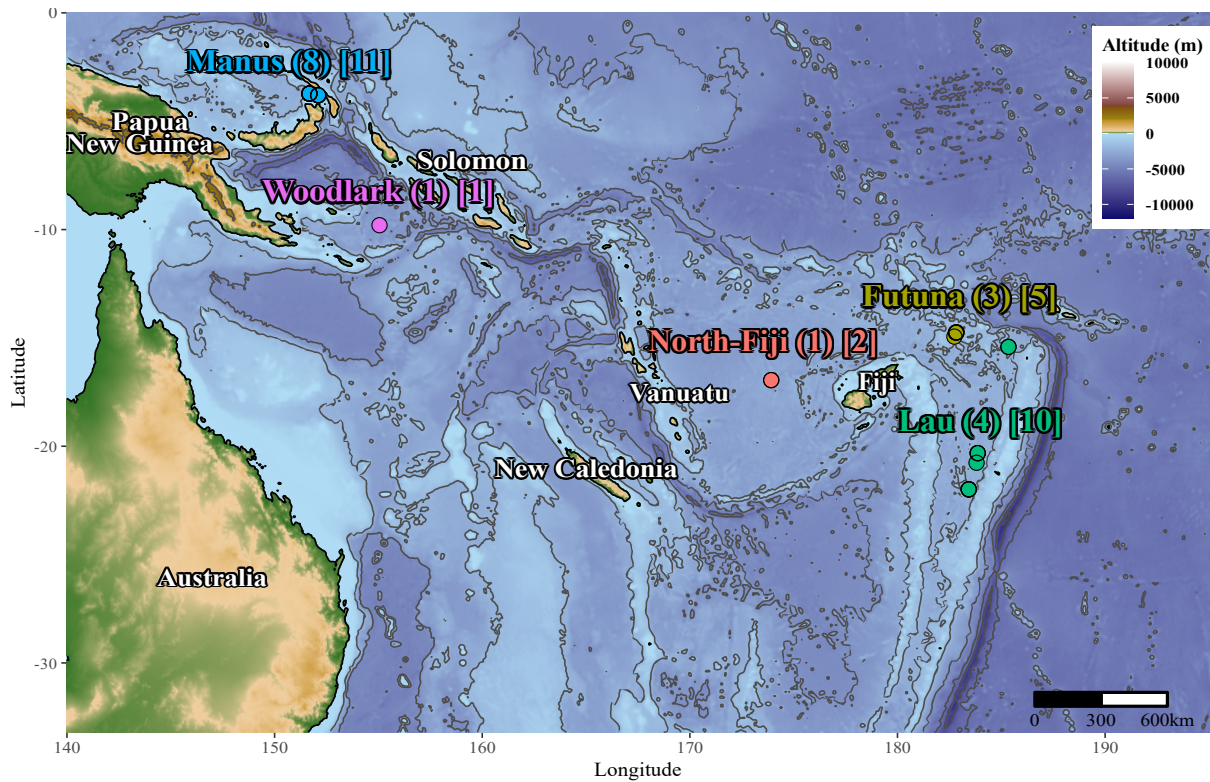 0
-10
-20
-30
Latitude
Manus (8) [11]
Papua
New Guinea
Solomon
Woodlark (1) [1]
Futuna (3) [5]
North-Fiji (1) [2]
Fiji
Vanuatu
Lau (4) [10]
New Caledonia
Australia
Altitude (m)
10000
5000
0
-5000
-10000
0 300 600km
140 150 160 170 180 190
Longitude